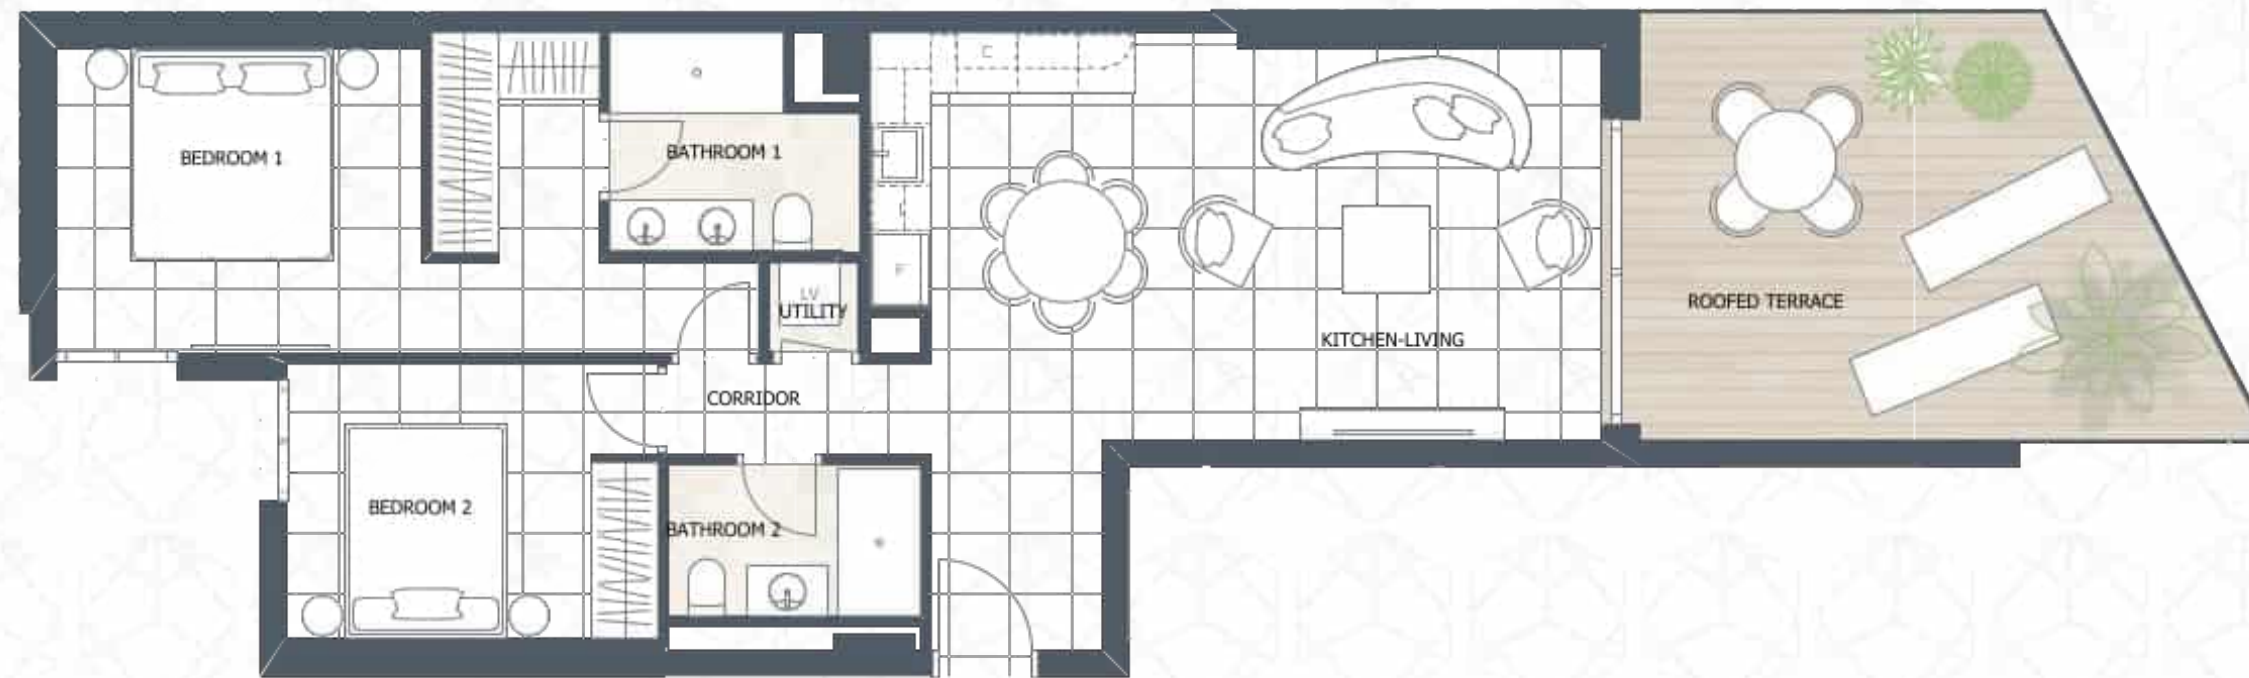 BEDROOM 1
BATHROOM 1
C
F
LV
UTILITY
ROOFED TERRACE
KITCHEN-LIVING
CORRIDOR
BEDROOM 2
BATHROOM 2